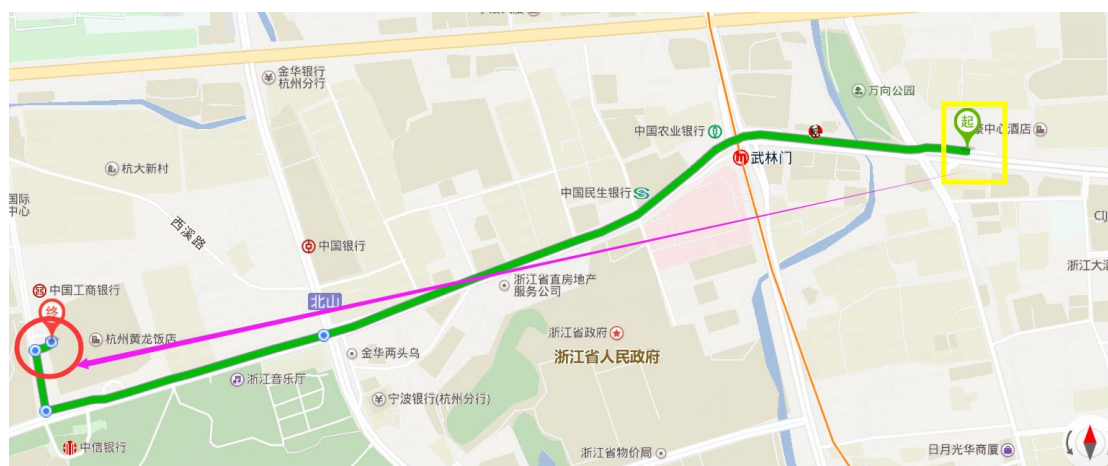 金华银行
杭州分行
万向公园
起
中国农业银行
中心酒店
武林门
杭大新村
中国民生银行
国际
中心
西溪路
CIJ
中国银行
浙江大酒
浙江省直房地产
服务公司
中国工商银行
北山
终
浙江省政府
杭州黄龙饭店
金华两头乌
浙江省人民政府
浙江音乐厅
宁波银行(杭州分行)
中信银行
浙江省物价局
日月光华商厦